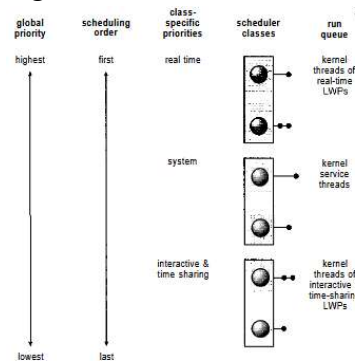 global priority
scheduling order
class-specific priorities
scheduler classes
run queue
highest
first
real time
kernel threads of real-time LWPs
system
kernel service threads
interactive & time sharing
kernel threads of interactive time-sharing LWPs
lowest
last